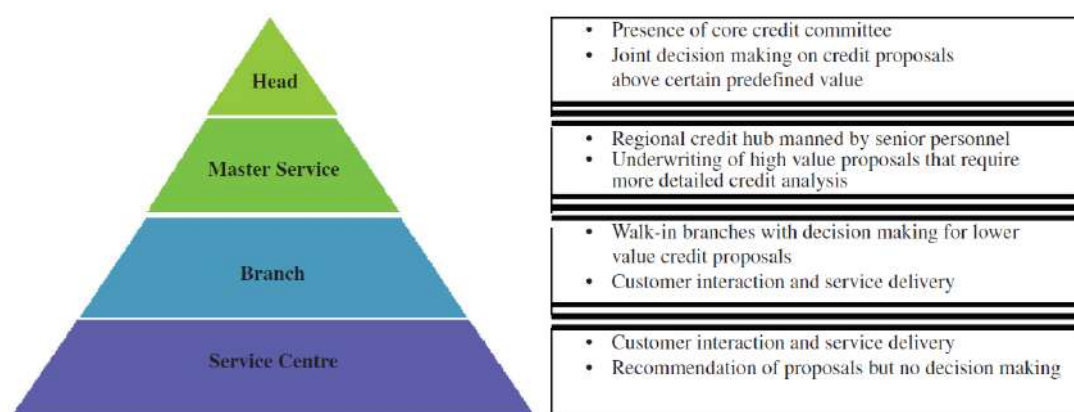 Head
• Presence of core credit committee
• Joint decision making on credit proposals
above certain predefined value
Master Service
• Regional credit hub manned by senior personnel
• Underwriting of high value proposals that require
more detailed credit analysis
Branch
• Walk-in branches with decision making for lower
value credit proposals
• Customer interaction and service delivery
Service Centre
• Customer interaction and service delivery
• Recommendation of proposals but no decision making